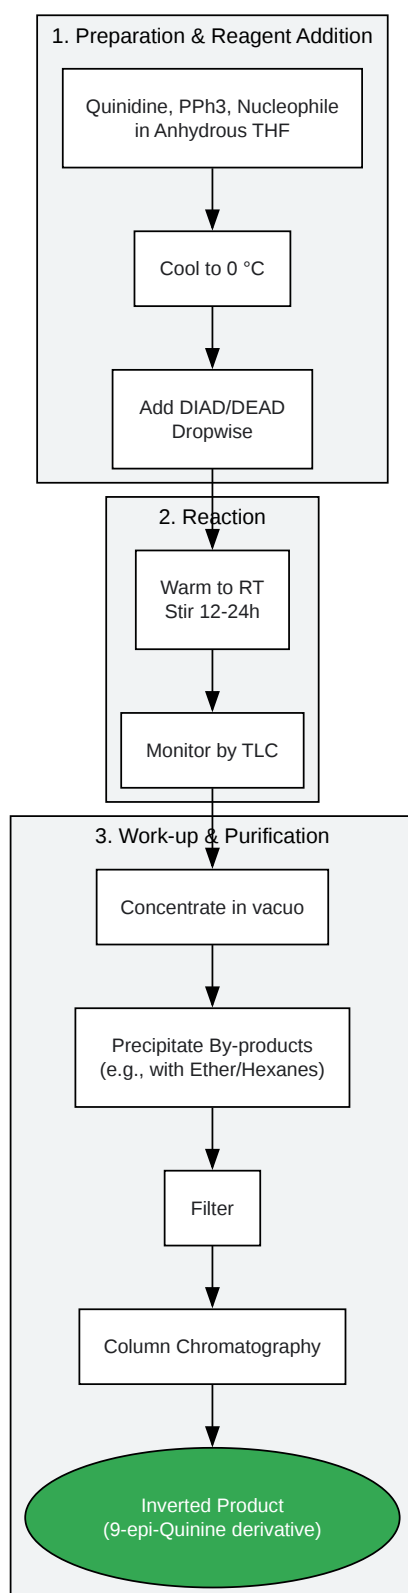 1. Preparation & Reagent Addition
Quinidine, PPh3, Nucleophile
in Anhydrous THF
Cool to 0 °C
Add DIAD/DEAD
Dropwise
2. Reaction
Warm to RT
Stir 12-24h
Monitor by TLC
3. Work-up & Purification
Concentrate in vacuo
Precipitate By-products
(e.g., with Ether/Hexanes)
Filter
Column Chromatography
Inverted Product
(9-epi-Quinine derivative)